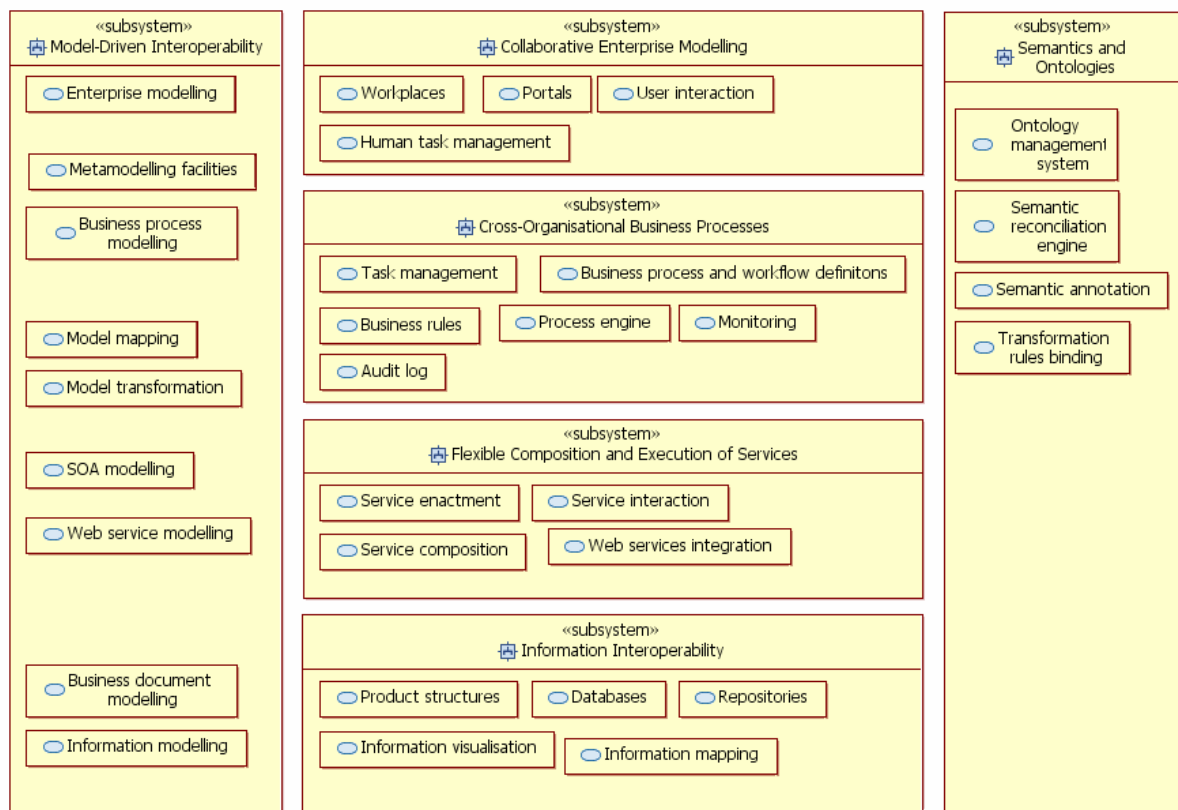 «subsystem»
Model-Driven Interoperability
Enterprise modelling
Metamodelling facilities
Business process
modelling
Model mapping
Model transformation
SOA modelling
Web service modelling
Business document
modelling
Information modelling
«subsystem»
Collaborative Enterprise Modelling
Workplaces
Portals
User interaction
Human task management
«subsystem»
Cross-Organisational Business Processes
Task management
Business process and workflow definitons
Business rules
Process engine
Monitoring
Audit log
«subsystem»
Flexible Composition and Execution of Services
Service enactment
Service interaction
Service composition
Web services integration
«subsystem»
Information Interoperability
Product structures
Databases
Repositories
Information visualisation
Information mapping
«subsystem»
Semantics and
Ontologies
Ontology
management
system
Semantic
reconciliation
engine
Semantic annotation
Transformation
rules binding